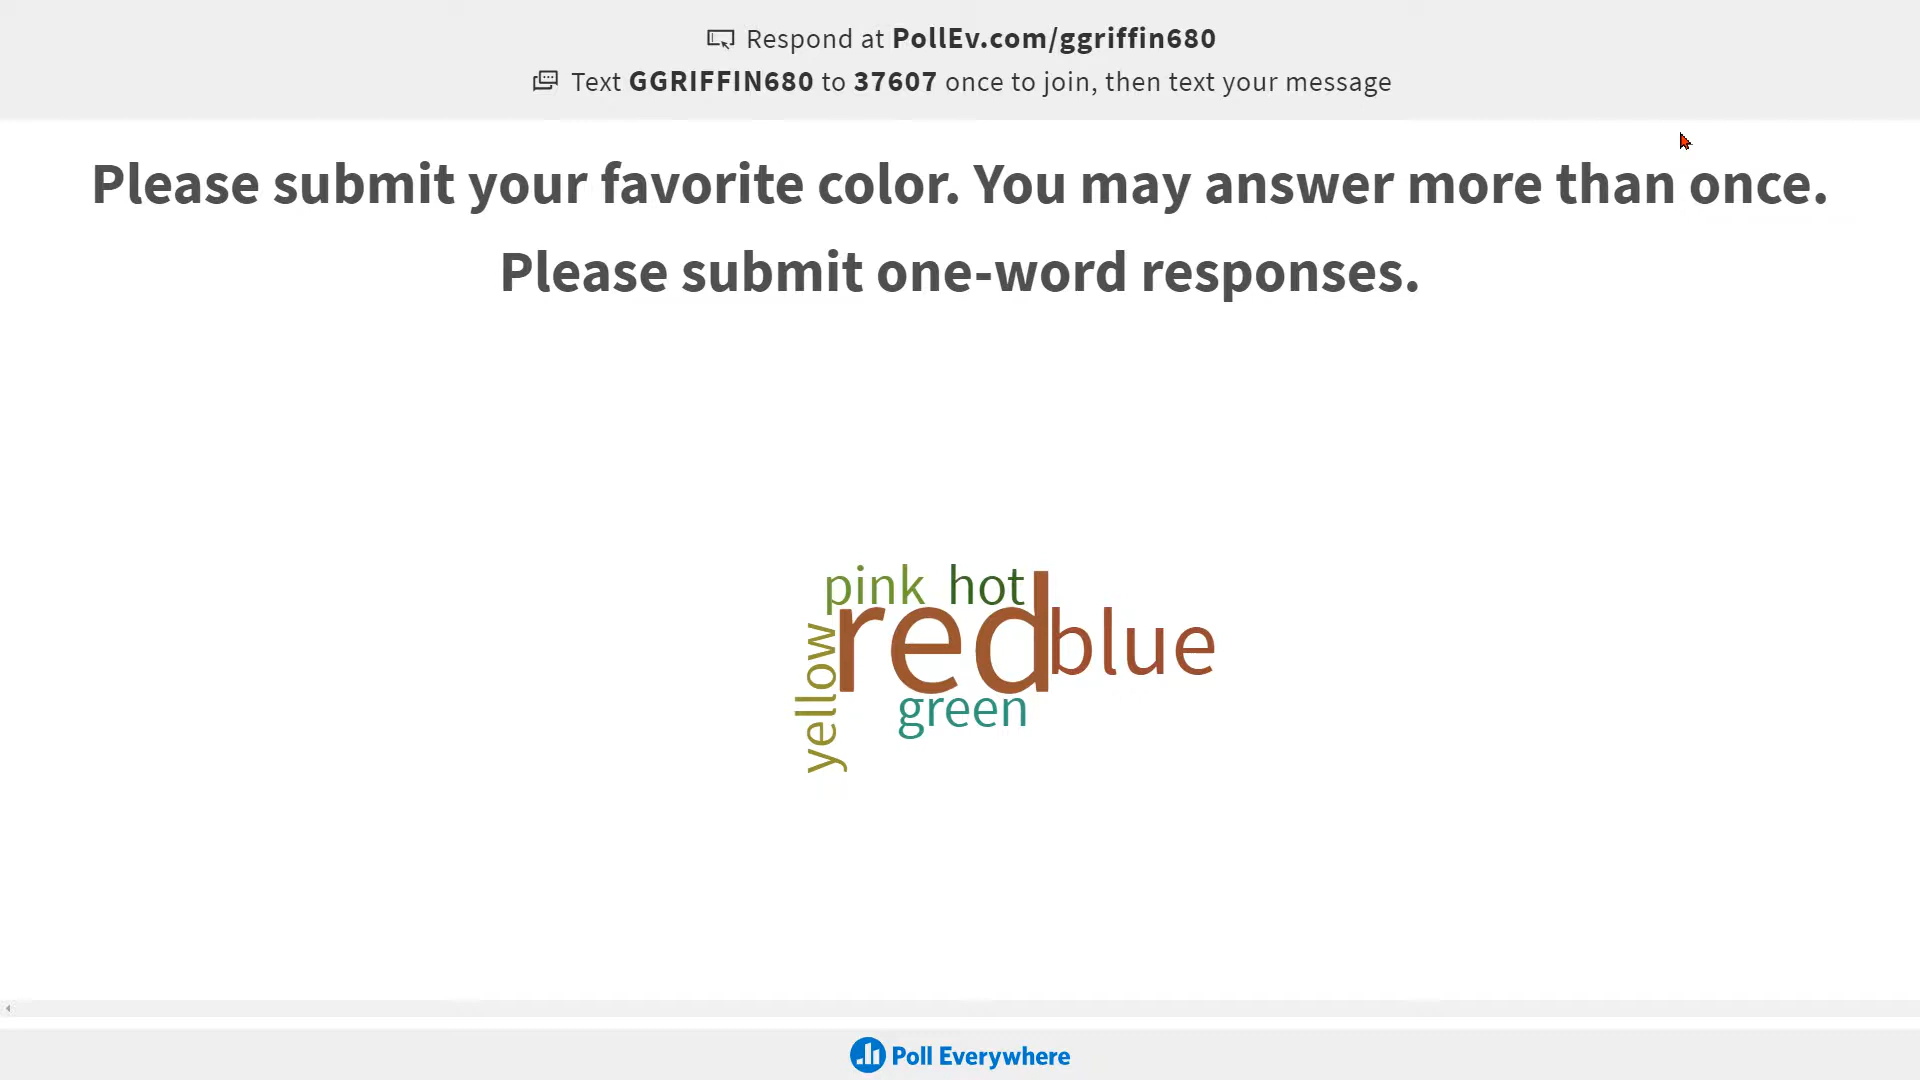 Respond at PollEv.com/ggriffin680
Text GGRIFFIN680 to 37607 once to join, then text your message
Please submit your favorite color. You may answer more than once.
Please submit one-word responses.
pink hot
red
blue
yellow
green
Poll Everywhere